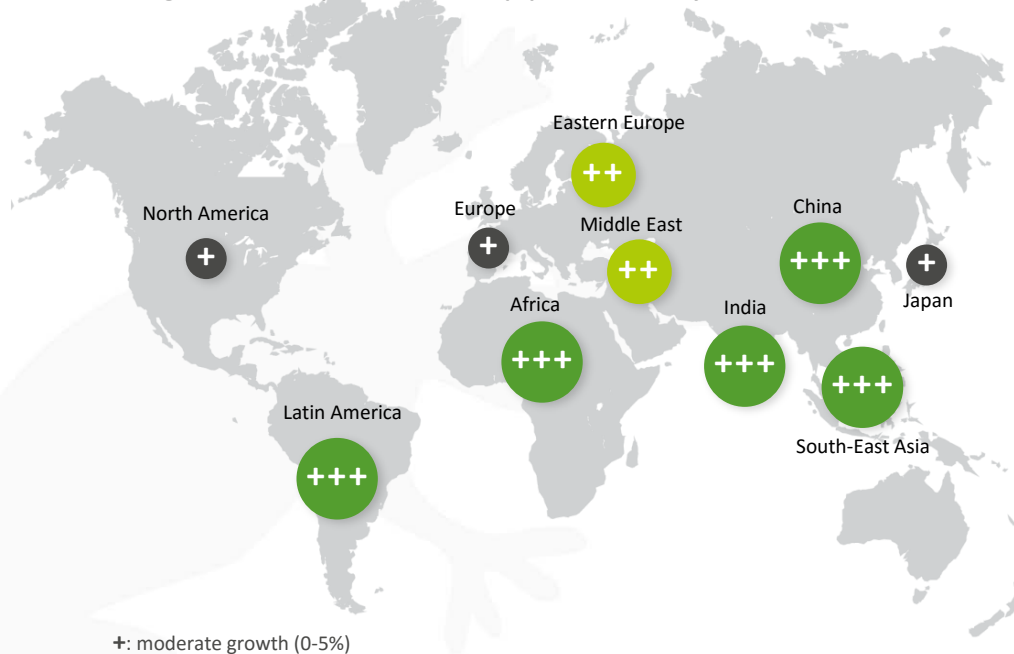 Eastern Europe
++
North America
+
Europe
+
Middle East
++
China
+++
Japan
+
Africa
+++
India
+++
South-East Asia
+++
Latin America
+++
+: moderate growth (0-5%)